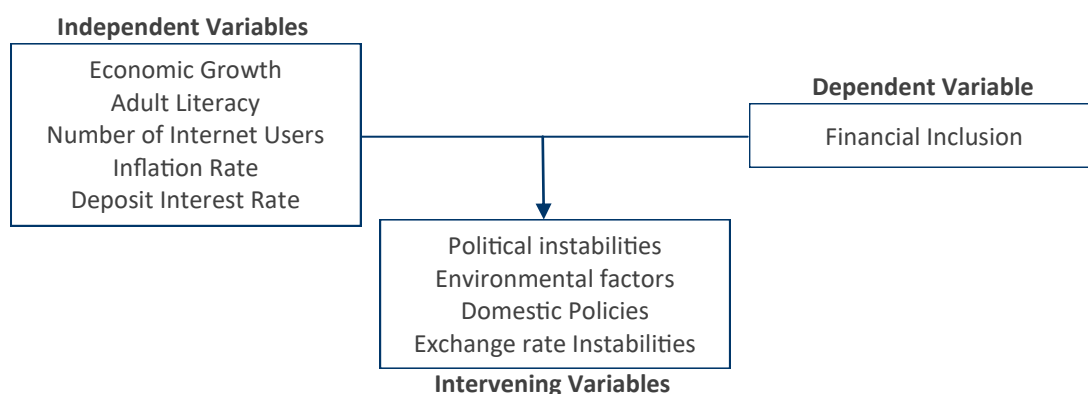 Independent Variables
Economic Growth
Adult Literacy
Number of Internet Users
Inflation Rate
Deposit Interest Rate
Dependent Variable
Financial Inclusion
Political instabilities
Environmental factors
Domestic Policies
Exchange rate Instabilities
Intervening Variables